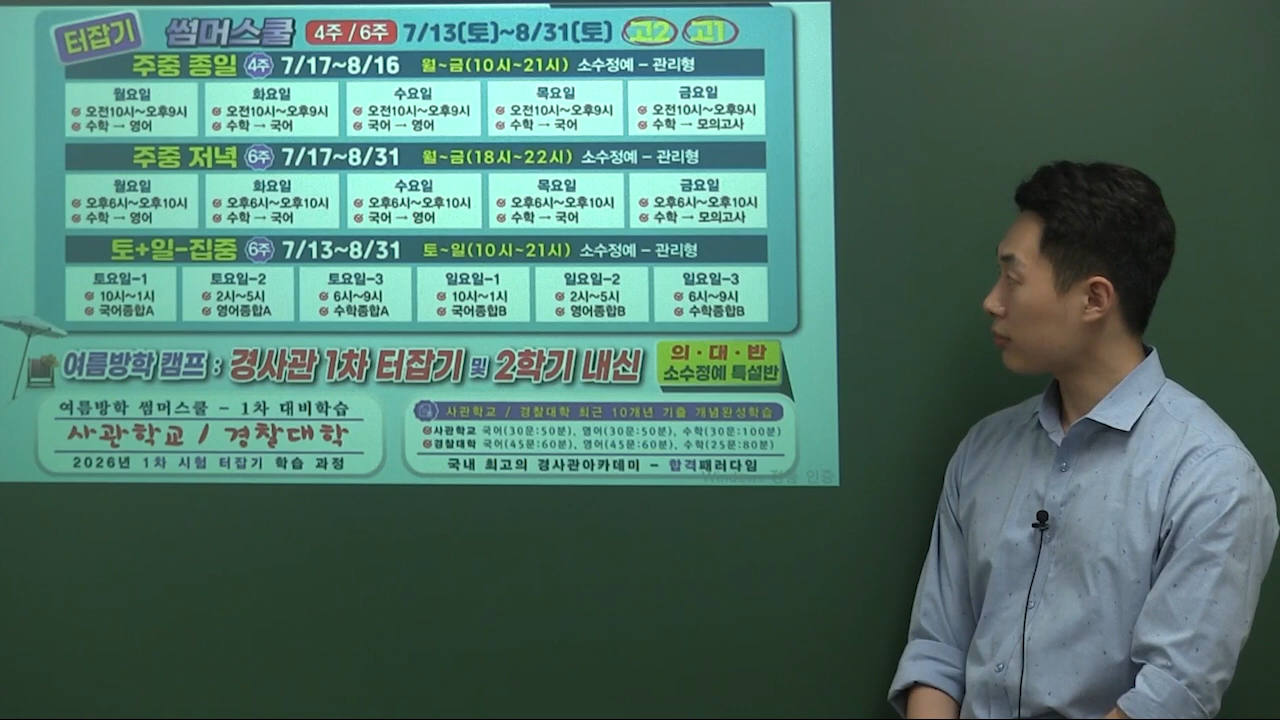 터잡기 썸머스쿨 4주 / 6주 7/13(토)~8/31(토) 고2 고1
주중 종일 4주 7/17~8/16 월~금(10시~21시) 소수정예 - 관리형
월요일 화요일 수요일 목요일 금요일
오전10시~오후9시 오전10시~오후9시 오전10시~오후9시 오전10시~오후9시 오전10시~오후9시
수학 → 영어 수학 → 국어 국어 → 영어 수학 → 국어 수학 → 모의고사
주중 저녁 6주 7/17~8/31 월~금(18시~22시) 소수정예 - 관리형
월요일 화요일 수요일 목요일 금요일
오후6시~오후10시 오후6시~오후10시 오후6시~오후10시 오후6시~오후10시 오후6시~오후10시
수학 → 영어 수학 → 국어 국어 → 영어 수학 → 국어 수학 → 모의고사
토+일-집중 6주 7/13~8/31 토~일(10시~21시) 소수정예 - 관리형
토요일-1 토요일-2 토요일-3 일요일-1 일요일-2 일요일-3
10시~1시 2시~5시 6시~9시 10시~1시 2시~5시 6시~9시
국어종합A 영어종합A 수학종합A 국어종합B 영어종합B 수학종합B
여름방학 캠프 : 경사관 1차 터잡기 및 2학기 내신
의·대·반
소수정예 특설반
여름방학 썸머스쿨 - 1차 대비학습
사관학교 / 경찰대학
2026년 1차 시험 터잡기 학습 과정
사관학교 / 경찰대학 최근 10개년 기출 개념완성학습
사관학교 국어(30문:50분), 영어(30문:50분), 수학(30문:100분)
경찰대학 국어(45문:60분), 영어(45문:60분), 수학(25문:80분)
국내 최고의 경사관아카데미 - 합격패러다임
Windows 정품 인증